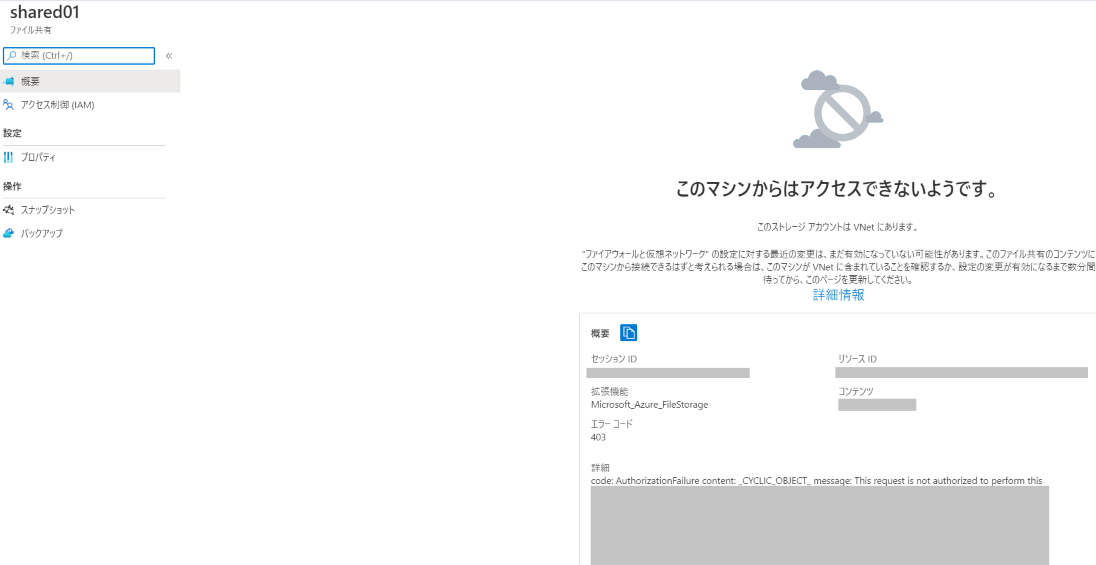 shared01
ファイル共有
検索 (Ctrl+/)
«
概要
アクセス制御 (IAM)
設定
プロパティ
操作
スナップショット
バックアップ
このマシンからはアクセスできないようです。
このストレージ アカウントは VNet にあります。
"ファイアウォールと仮想ネットワーク" の設定に対する最近の変更は、まだ有効になっていない可能性があります。このファイル共有のコンテンツに
このマシンから接続できるはずと考えられる場合は、このマシンが VNet に含まれていることを確認するか、設定の変更が有効になるまで数分間
待ってから、このページを更新してください。
詳細情報
概要
セッション ID
リソース ID
拡張機能
コンテンツ
Microsoft_Azure_FileStorage
エラー コード
403
詳細
code: AuthorizationFailure content: _CYCLIC_OBJECT_ message: This request is not authorized to perform this